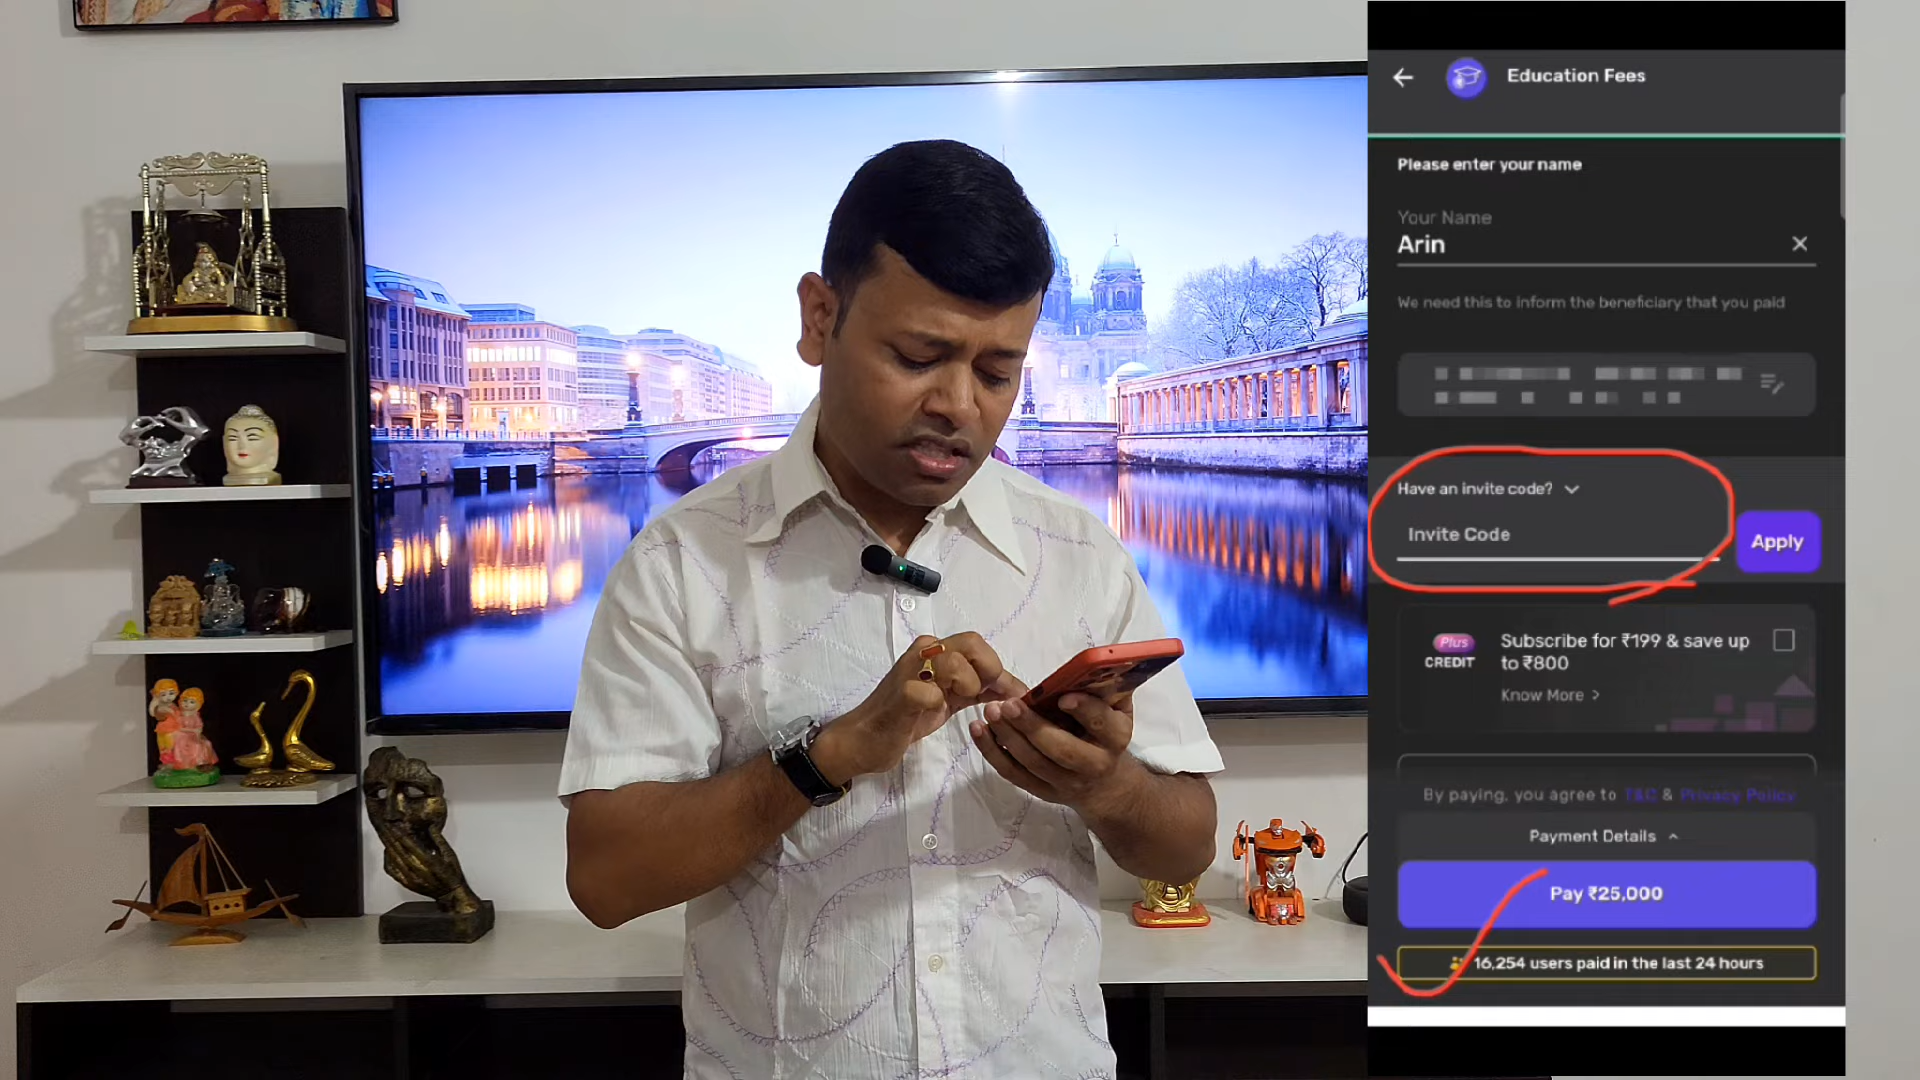 Education Fees
Please enter your name
Your Name
Arin
We need this to inform the beneficiary that you paid
Have an invite code?
Invite Code
Apply
Plus
CREDIT
Subscribe for ₹199 & save up
to ₹800
Know More >
By paying, you agree to T&C & Privacy Policy
Payment Details
Pay ₹25,000
16,254 users paid in the last 24 hours